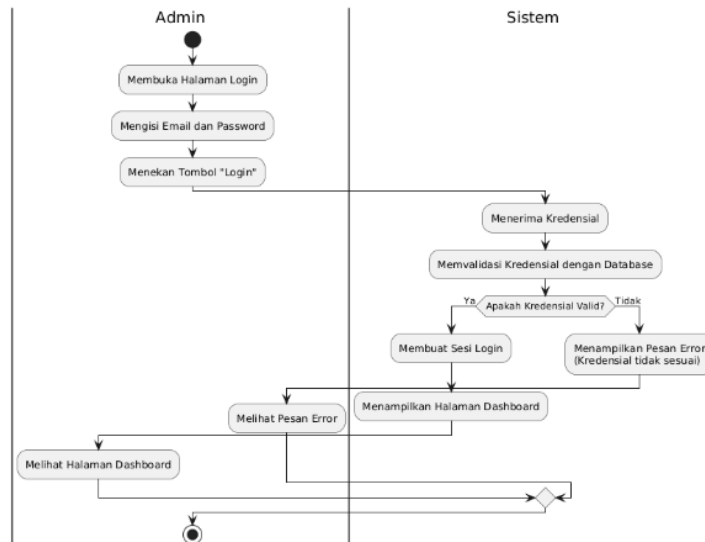 Admin
Sistem
Membuka Halaman Login
Mengisi Email dan Password
Menekan Tombol "Login"
Menerima Kredensial
Memvalidasi Kredensial dengan Database
Ya
Apakah Kredensial Valid?
Tidak
Membuat Sesi Login
Menampilkan Pesan Error
(Kredensial tidak sesuai)
Melihat Pesan Error
Menampilkan Halaman Dashboard
Melihat Halaman Dashboard